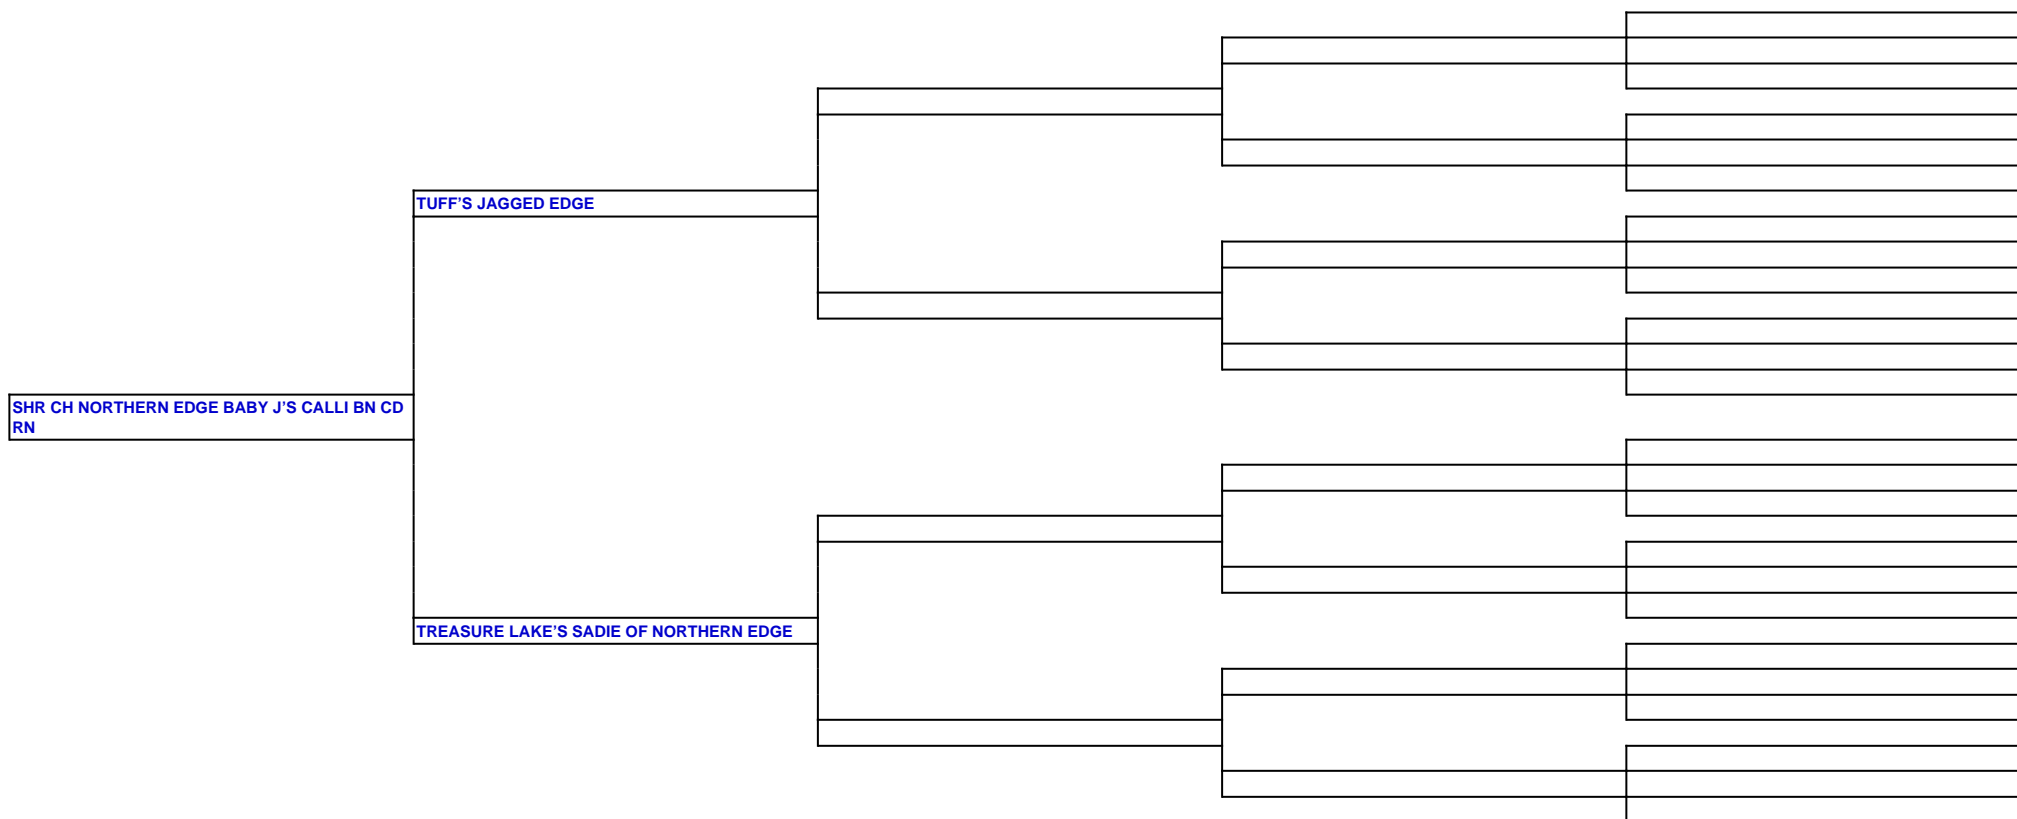 TUFF'S JAGGED EDGE
SHR CH NORTHERN EDGE BABY J'S CALLI BN CD
RN
TREASURE LAKE'S SADIE OF NORTHERN EDGE